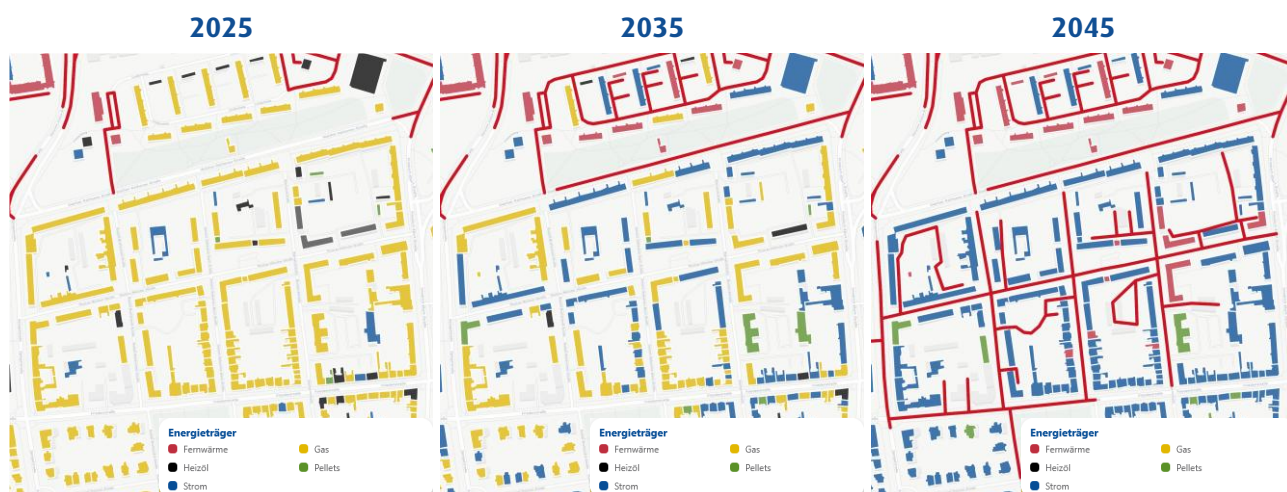 2025
2035
2045
Energieträger
Fernwärme
Gas
Heizöl
Pellets
Strom
Energieträger
Fernwärme
Gas
Heizöl
Pellets
Strom
Energieträger
Fernwärme
Gas
Heizöl
Pellets
Strom